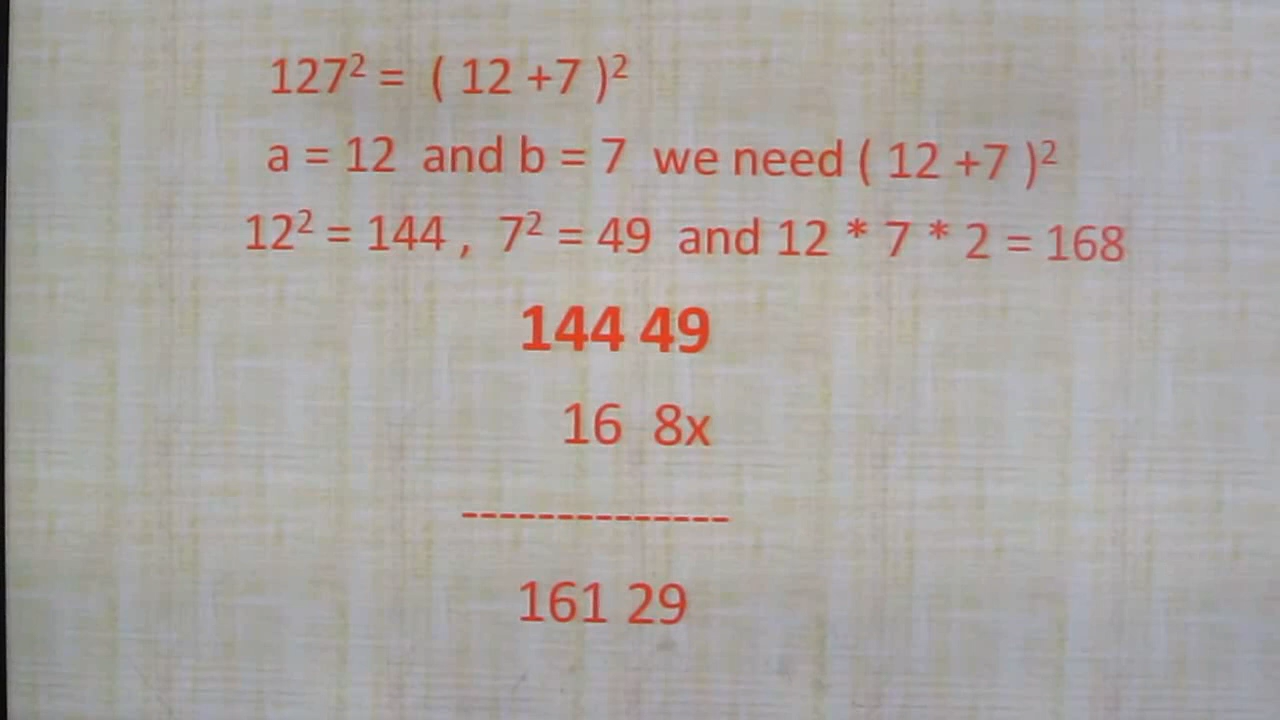 127² = ( 12 +7 )²
a = 12 and b = 7 we need ( 12 +7 )²
12² = 144 , 7² = 49 and 12 * 7 * 2 = 168
144 49
16 8x
--------------
161 29